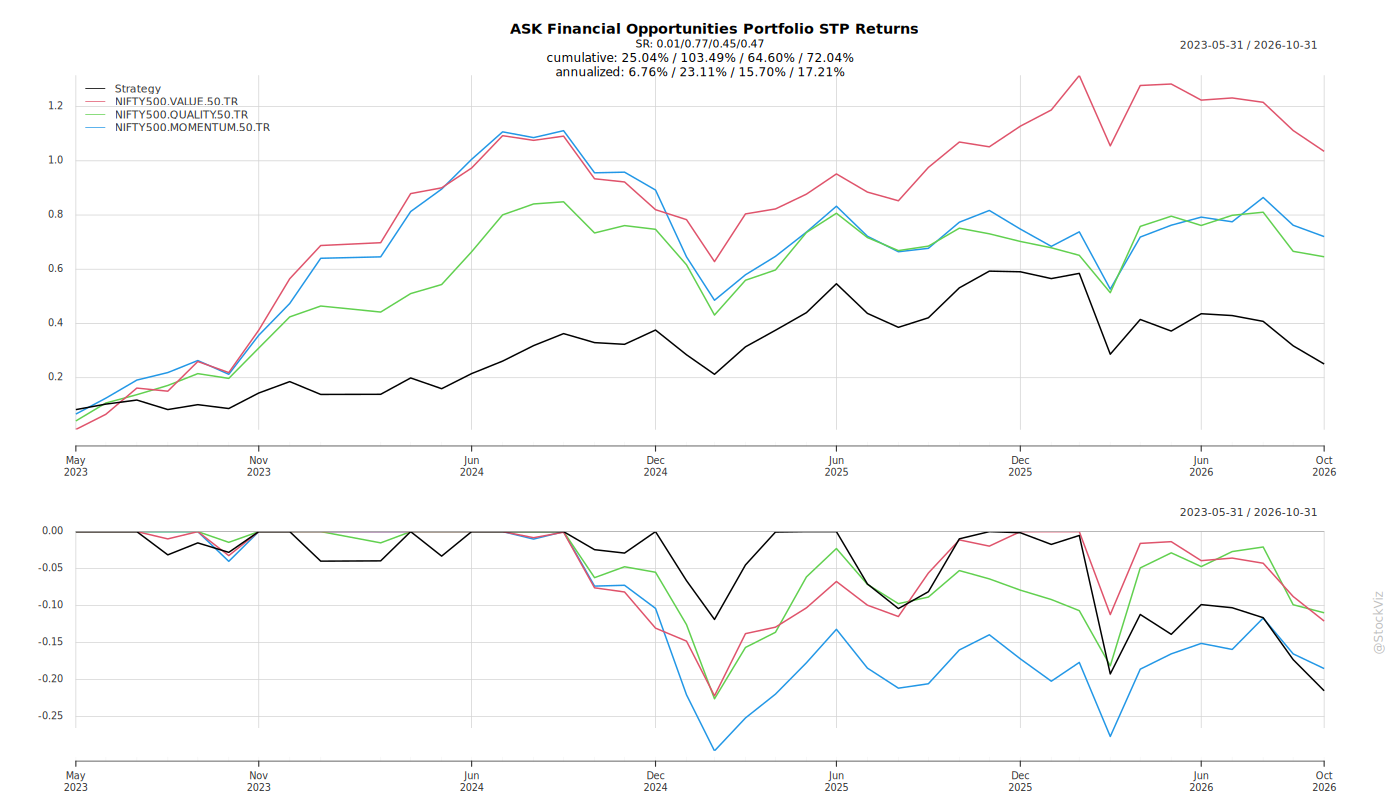 ASK Financial Opportunities Portfolio STP Returns
SR: 0.01/0.77/0.45/0.47
cumulative: 25.04% / 103.49% / 64.60% / 72.04%
annualized: 6.76% / 23.11% / 15.70% / 17.21%
2023-05-31 / 2026-10-31
Strategy
NIFTY500.VALUE.50.TR
NIFTY500.QUALITY50.TR
NIFTY500.MOMENTUM.50.TR
1.2
1.0
0.8
0.6
0.4
0.2
May Nov Jun Dec Jun Dec Jun Oct
2023 2023 2024 2024 2025 2025 2026 2026
2023-05-31 / 2026-10-31
0.00
-0.05
-0.10
-0.15
-0.20
-0.25
May Nov Jun Dec Jun Dec Jun Oct
2023 2023 2024 2024 2025 2025 2026 2026
@StockViz